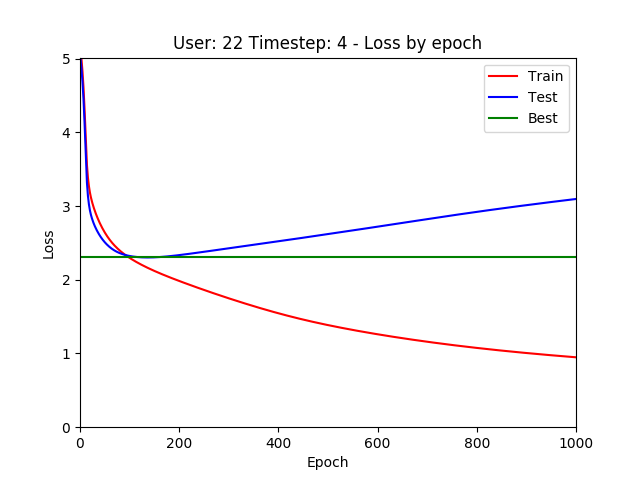 User: 22 Timestep: 4 - Loss by epoch
5
4
3
2
1
0
Loss
Train
Test
Best
0 200 400 600 800 1000
Epoch